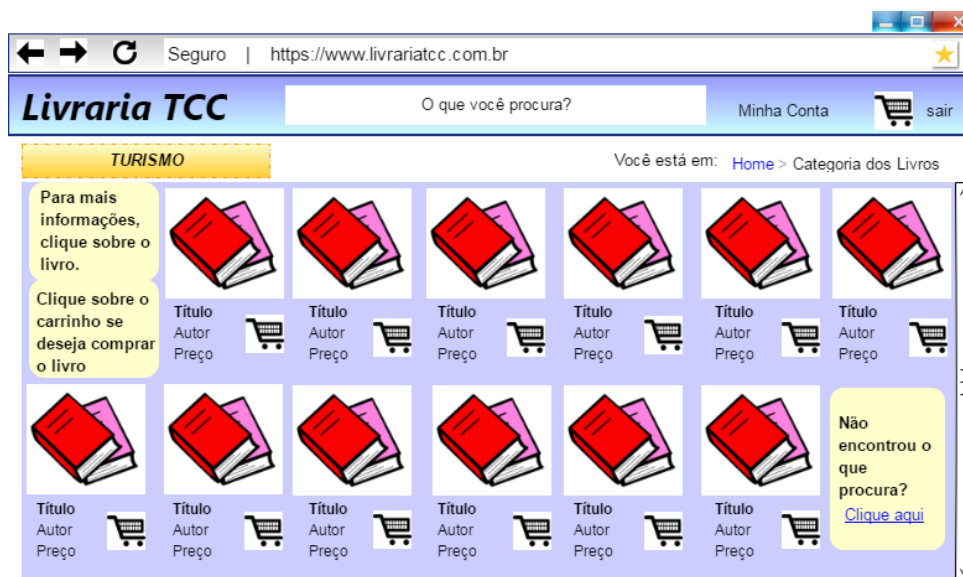 Seguro | https://www.livrariatcc.com.br
Livraria TCC
O que você procura?
Minha Conta
sair
TURISMO
Você está em: Home > Categoria dos Livros
Para mais
informações,
clique sobre o
livro.
Clique sobre o
carrinho se
deseja comprar
o livro
Título
Autor
Preço
Título
Autor
Preço
Título
Autor
Preço
Título
Autor
Preço
Título
Autor
Preço
Título
Autor
Preço
Título
Autor
Preço
Título
Autor
Preço
Título
Autor
Preço
Título
Autor
Preço
Título
Autor
Preço
Título
Autor
Preço
Não
encontrou o
que
procura?
Clique aqui